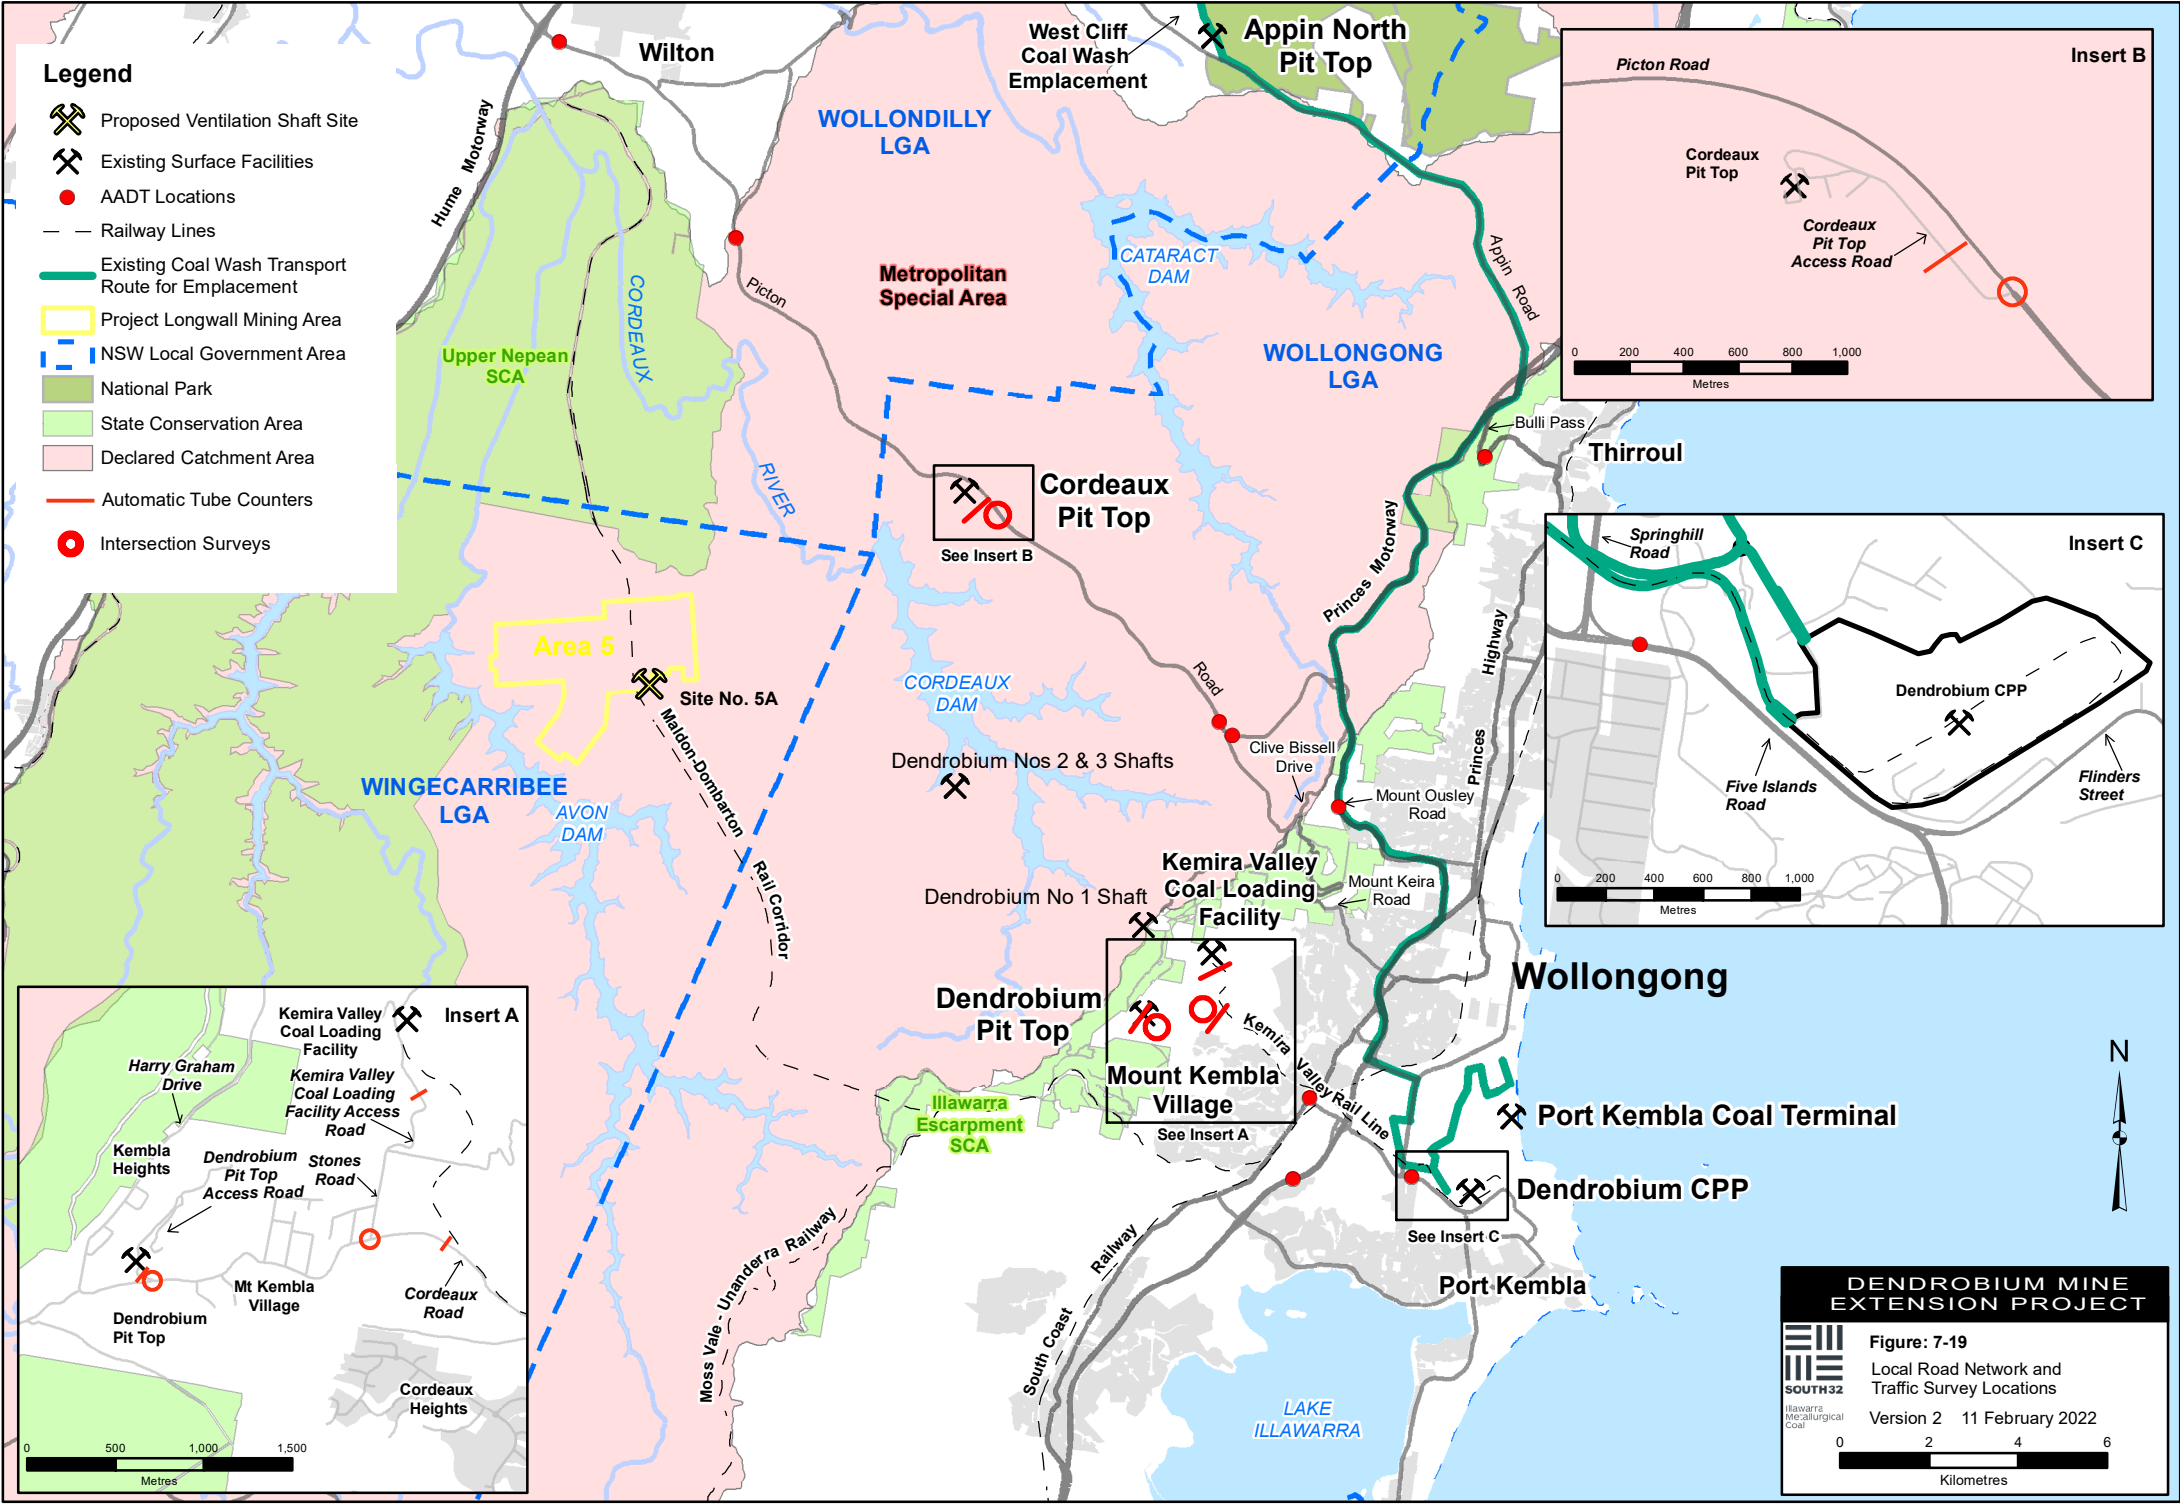 Legend
Proposed Ventilation Shaft Site
Existing Surface Facilities
AADT Locations
Railway Lines
Existing Coal Wash Transport
Route for Emplacement
Project Longwall Mining Area
NSW Local Government Area
National Park
State Conservation Area
Declared Catchment Area
Automatic Tube Counters
Intersection Surveys
Wilton
Hume Motorway
West Cliff
Coal Wash
Emplacement
Appin North
Pit Top
WOLLONDILLY
LGA
Metropolitan
Special Area
CATARACT
DAM
WOLLONGONG
LGA
Appin Road
Picton
CORDEAUX
RIVER
Upper Nepean
SCA
Bulli Pass
Thirroul
Cordeaux
Pit Top
See Insert B
Princes Motorway
Princes Highway
Area 5
Site No. 5A
Maldon-Dombarton
Rail Corridor
CORDEAUX
DAM
Road
Dendrobium Nos 2 & 3 Shafts
Clive Bissell
Drive
Mount Ousley
Road
WINGECARRIBEE
LGA
AVON
DAM
Kemira Valley
Coal Loading
Facility
Mount Keira
Road
Dendrobium No 1 Shaft
Wollongong
Dendrobium
Pit Top
Kemira Valley Rail Line
Mount Kembla
Village
See Insert A
Illawarra
Escarpment
SCA
Port Kembla Coal Terminal
Dendrobium CPP
See Insert C
Port Kembla
Moss Vale - Unanderra Railway
South Coast Railway
LAKE
ILLAWARRA
N
Insert B
Picton Road
Cordeaux
Pit Top
Cordeaux
Pit Top
Access Road
0 200 400 600 800 1,000
Metres
Insert C
Springhill
Road
Dendrobium CPP
Five Islands
Road
Flinders
Street
0 200 400 600 800 1,000
Metres
Insert A
Kemira Valley
Coal Loading
Facility
Harry Graham
Drive
Kemira Valley
Coal Loading
Facility Access
Road
Kembla
Heights
Dendrobium
Pit Top
Access Road
Stones
Road
Mt Kembla
Village
Cordeaux
Road
Dendrobium
Pit Top
Cordeaux
Heights
0 500 1,000 1,500
Metres
DENDROBIUM MINE
EXTENSION PROJECT
SOUTH32
Illawarra
Metallurgical
Coal
Figure: 7-19
Local Road Network and
Traffic Survey Locations
Version 2 11 February 2022
0 2 4 6
Kilometres